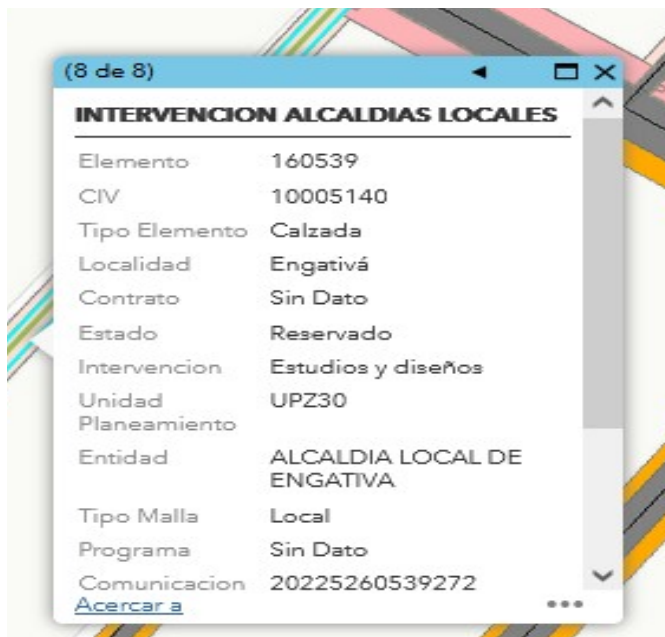 (8 de 8)
INTERVENCION ALCALDIAS LOCALES
Elemento 160539
CIV 10005140
Tipo Elemento Calzada
Localidad Engativá
Contrato Sin Dato
Estado Reservado
Intervencion Estudios y diseños
Unidad Planeamiento UPZ30
Entidad ALCALDIA LOCAL DE ENGATIVA
Tipo Malla Local
Programa Sin Dato
Comunicacion 20225260539272
Acercar a